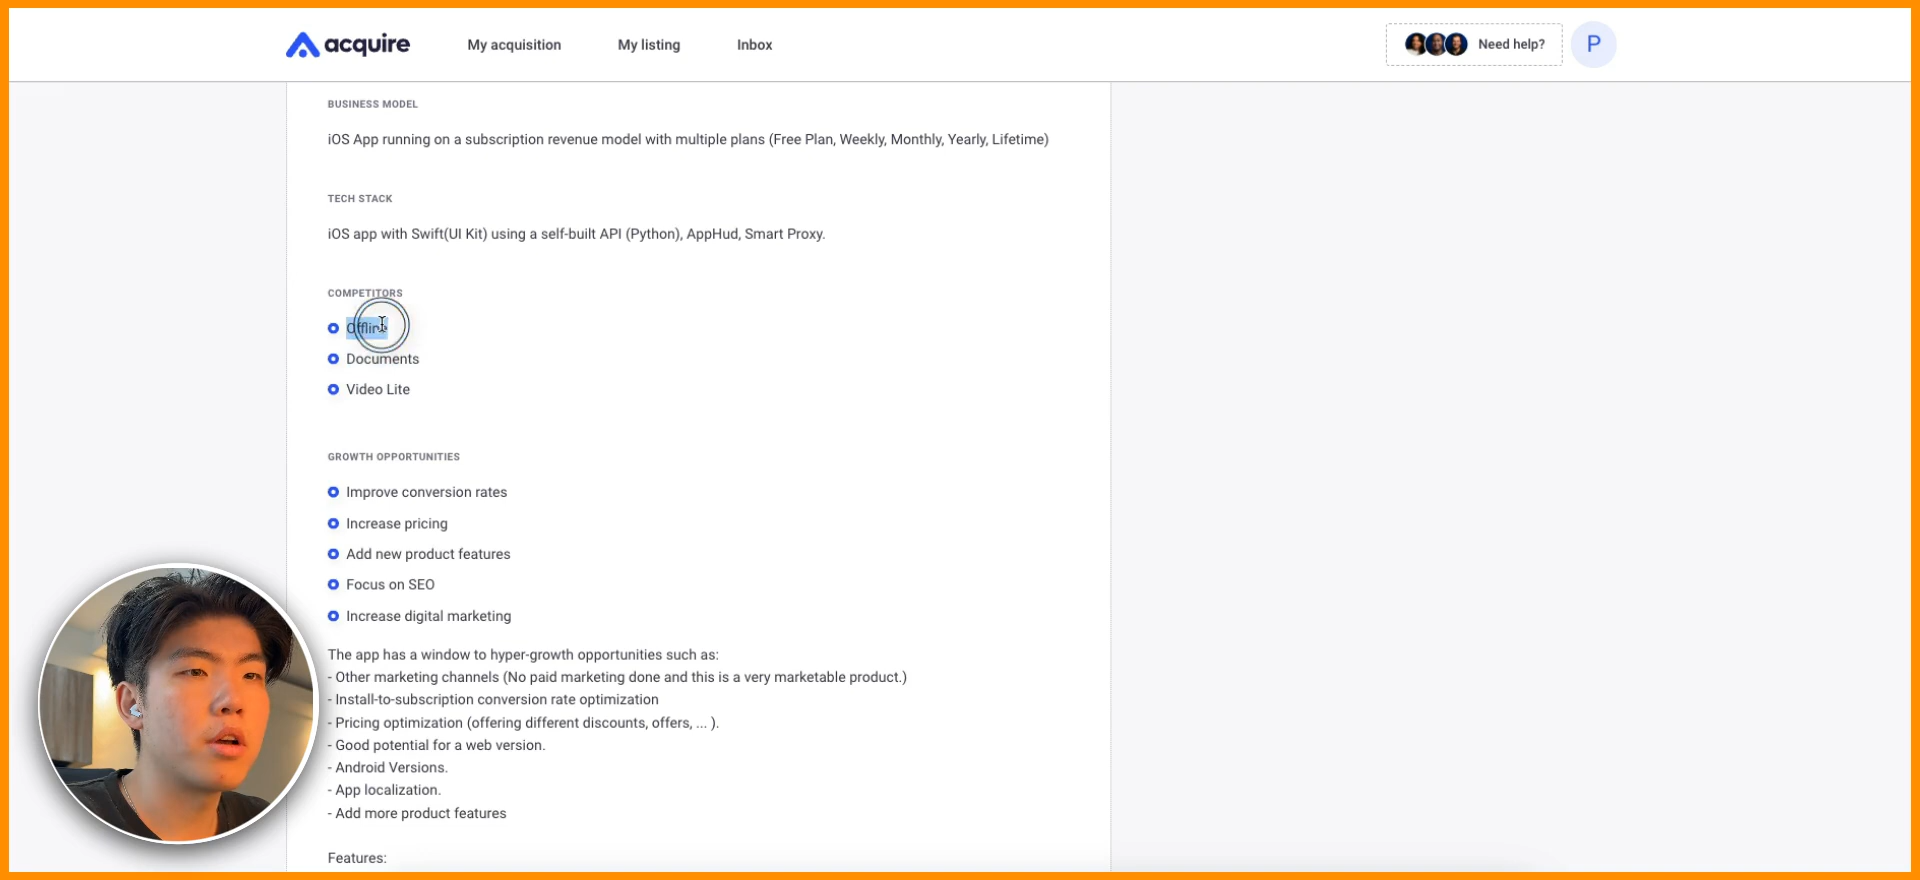 acquire
My acquisition
My listing
Inbox
Need help?
P
BUSINESS MODEL
iOS App running on a subscription revenue model with multiple plans (Free Plan, Weekly, Monthly, Yearly, Lifetime)
TECH STACK
iOS app with Swift(UI Kit) using a self-built API (Python), AppHud, Smart Proxy.
COMPETITORS
Offline
Documents
Video Lite
GROWTH OPPORTUNITIES
Improve conversion rates
Increase pricing
Add new product features
Focus on SEO
Increase digital marketing
The app has a window to hyper-growth opportunities such as:
- Other marketing channels (No paid marketing done and this is a very marketable product.)
- Install-to-subscription conversion rate optimization
- Pricing optimization (offering different discounts, offers, ... ).
- Good potential for a web version.
- Android Versions.
- App localization.
- Add more product features
Features: